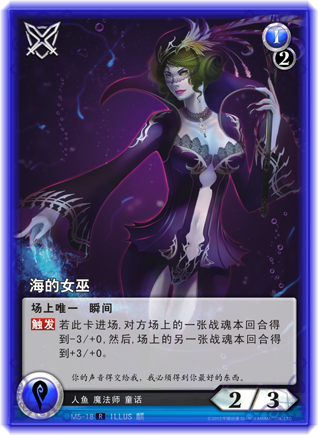 1
2
海的女巫
场上唯一 瞬间
触发 若此卡进场,对方场上的一张战魂本回合得
到-3/+0,然后,场上的另一张战魂本回合得
到+3/+0。
你的声音得交给我,我必须得到你最好的东西。
人鱼 魔法师 童话
2 / 3
MS-18 R ILLUS